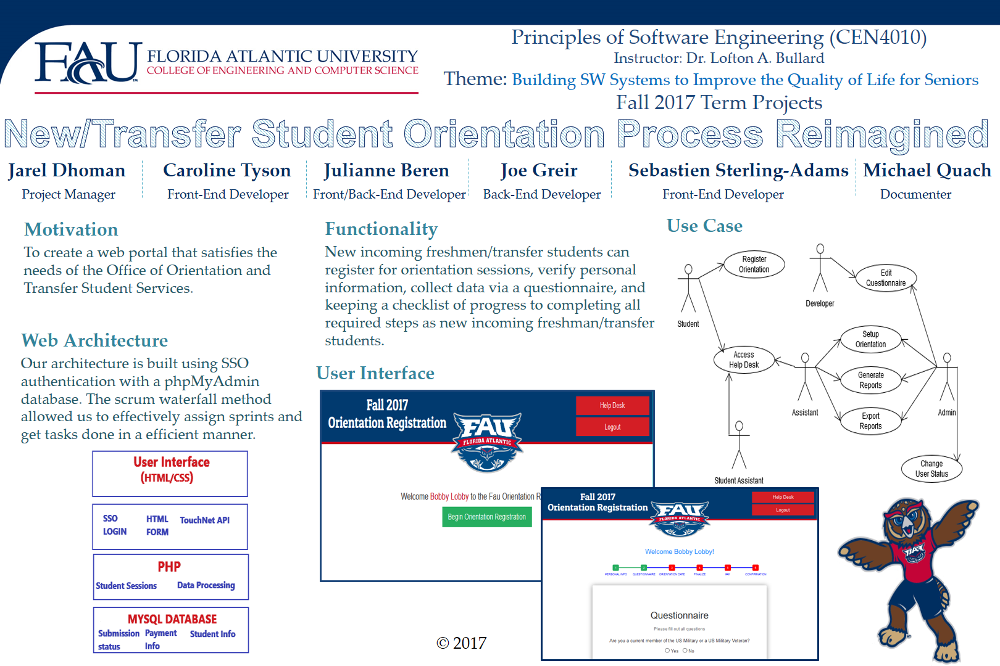 FAU
FLORIDA ATLANTIC UNIVERSITY
COLLEGE OF ENGINEERING AND COMPUTER SCIENCE
Principles of Software Engineering (CEN4010)
Instructor: Dr. Lofton A. Bullard
Theme: Building SW Systems to Improve the Quality of Life for Seniors
Fall 2017 Term Projects
New/Transfer Student Orientation Process Reimagined
Jarel Dhoman
Project Manager
Caroline Tyson
Front-End Developer
Julianne Beren
Front/Back-End Developer
Joe Greir
Back-End Developer
Sebastien Sterling-Adams
Front-End Developer
Michael Quach
Documenter
Motivation
To create a web portal that satisfies the
needs of the Office of Orientation and
Transfer Student Services.
Web Architecture
Our architecture is built using SSO
authentication with a phpMyAdmin
database. The scrum waterfall method
allowed us to effectively assign sprints and
get tasks done in a efficient manner.
User Interface
(HTML/CSS)
SSO
LOGIN
HTML
FORM
TouchNet API
PHP
Student Sessions
Data Processing
MYSQL DATABASE
Submission
status
Payment
Info
Student Info
Functionality
New incoming freshmen/transfer students can
register for orientation sessions, verify personal
information, collect data via a questionnaire, and
keeping a checklist of progress to completing all
required steps as new incoming freshman/transfer
students.
User Interface
Fall 2017
Orientation Registration
FAU
FLORIDA ATLANTIC
Help Desk
Logout
Welcome Bobby Lobby to the Fau Orientation R
Begin Orientation Registration
Fall 2017
Orientation Registration
FAU
FLORIDA ATLANTIC
Help Desk
Logout
Welcome Bobby Lobby!
1 2 3 4 5 6
PERSONAL INFO QUESTIONNAIRE ORIENTATION DATE FINALIZE PAY CONFIRMATION
Questionnaire
Please fill out all questions
Are you a current member of the US Military or a US Military Veteran?
Yes No
© 2017
Use Case
Register
Orientation
Edit
Questionnaire
Developer
Student
Setup
Orientation
Access
Help Desk
Generate
Reports
Assistant
Admin
Export
Reports
Student Assistant
Change
User Status
FAU